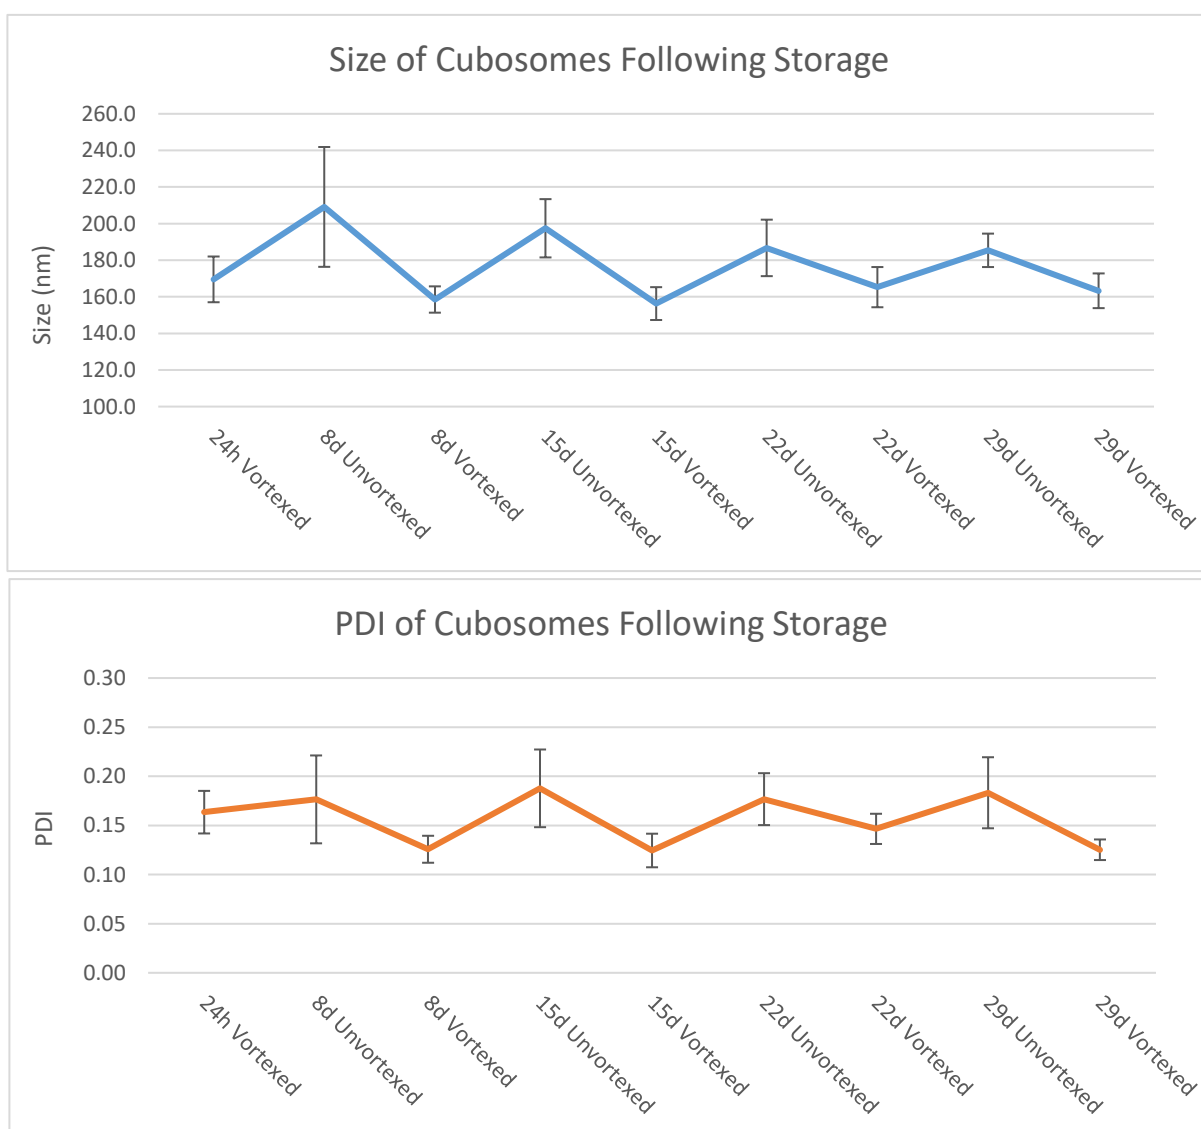 Size of Cubosomes Following Storage
260.0
240.0
220.0
200.0
180.0
160.0
140.0
120.0
100.0
Size (nm)
24h Vortexed
8d Unvortexed
8d Vortexed
15d Unvortexed
15d Vortexed
22d Unvortexed
22d Vortexed
29d Unvortexed
29d Vortexed
PDI of Cubosomes Following Storage
0.30
0.25
0.20
0.15
0.10
0.05
0.00
PDI
24h Vortexed
8d Unvortexed
8d Vortexed
15d Unvortexed
15d Vortexed
22d Unvortexed
22d Vortexed
29d Unvortexed
29d Vortexed